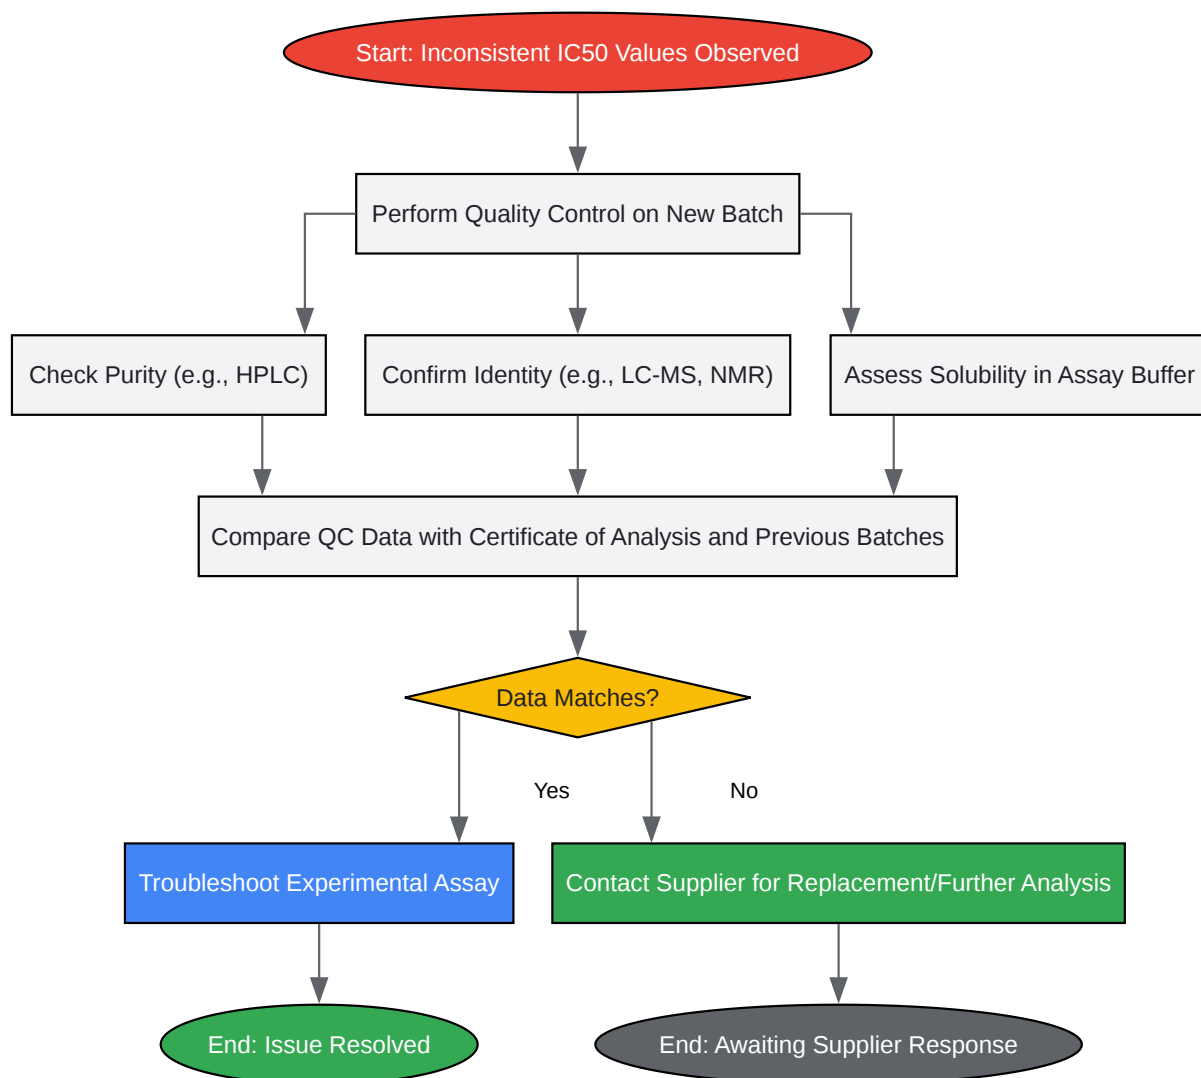 Start: Inconsistent IC50 Values Observed
Perform Quality Control on New Batch
Check Purity (e.g., HPLC)
Confirm Identity (e.g., LC-MS, NMR)
Assess Solubility in Assay Buffer
Compare QC Data with Certificate of Analysis and Previous Batches
Data Matches?
Yes
No
Troubleshoot Experimental Assay
Contact Supplier for Replacement/Further Analysis
End: Issue Resolved
End: Awaiting Supplier Response